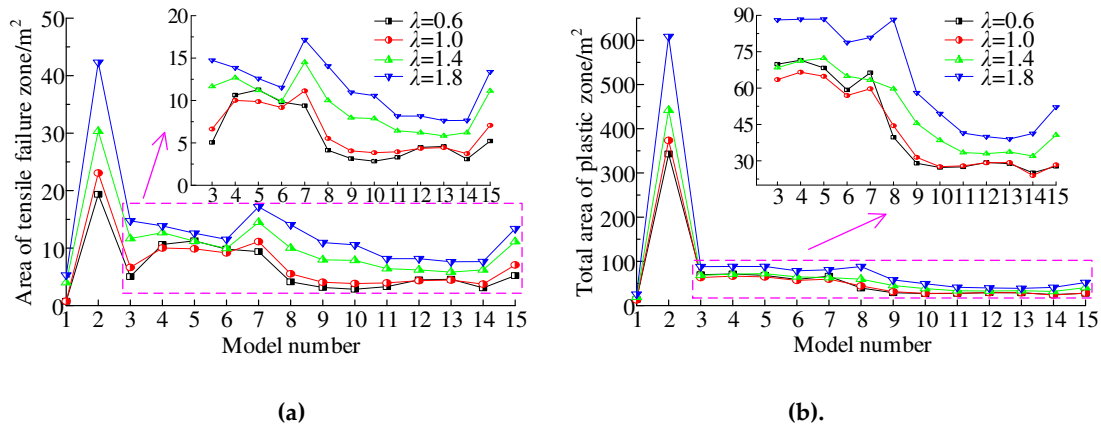 Area of tensile failure zone/m²
50
40
30
20
10
0
1 2 3 4 5 6 7 8 9 10 11 12 13 14 15
Model number
20
15
10
5
0
3 4 5 6 7 8 9 10 11 12 13 14 15
λ=0.6
λ=1.0
λ=1.4
λ=1.8
(a)
Total area of plastic zone/m²
600
500
400
300
200
100
0
1 2 3 4 5 6 7 8 9 10 11 12 13 14 15
Model number
90
75
60
45
30
3 4 5 6 7 8 9 10 11 12 13 14 15
λ=0.6
λ=1.0
λ=1.4
λ=1.8
(b).